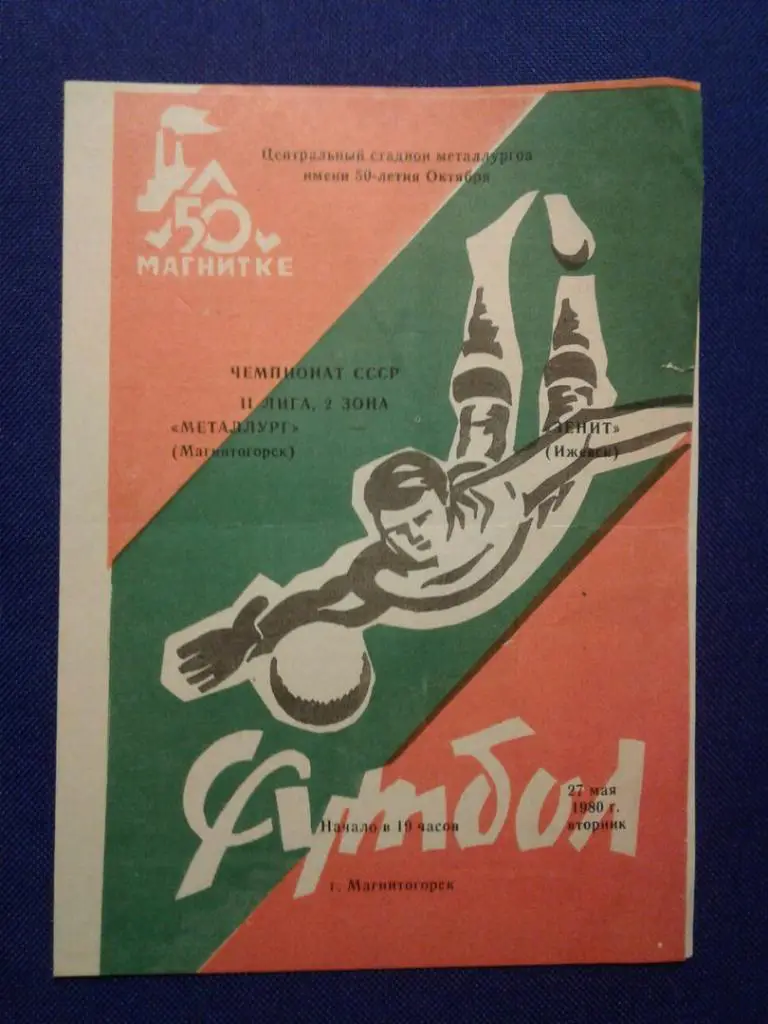 Центральный стадион металлургов
имени 50-летия Октября
50
МАГНИТКЕ
ЧЕМПИОНАТ СССР
II ЛИГА, 2 ЗОНА
«МЕТАЛЛУРГ»
(Магнитогорск)
«ЗЕНИТ»
(Ижевск)
Футбол
27 мая
1980 г.
вторник
Начало в 19 часов
г. Магнитогорск